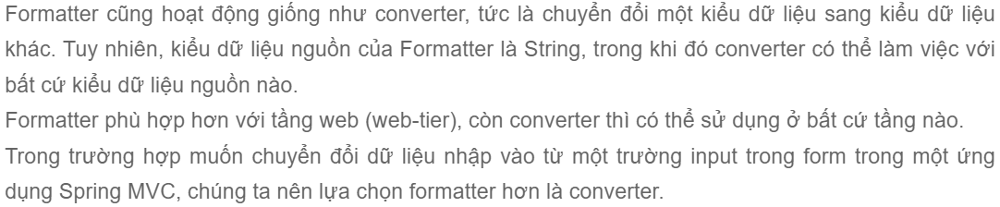 Formatter cũng hoạt động giống như converter, tức là chuyển đổi một kiểu dữ liệu sang kiểu dữ liệu
khác. Tuy nhiên, kiểu dữ liệu nguồn của Formatter là String, trong khi đó converter có thể làm việc với
bất cứ kiểu dữ liệu nguồn nào.
Formatter phù hợp hơn với tầng web (web-tier), còn converter thì có thể sử dụng ở bất cứ tầng nào.
Trong trường hợp muốn chuyển đổi dữ liệu nhập vào từ một trường input trong form trong một ứng
dụng Spring MVC, chúng ta nên lựa chọn formatter hơn là converter.